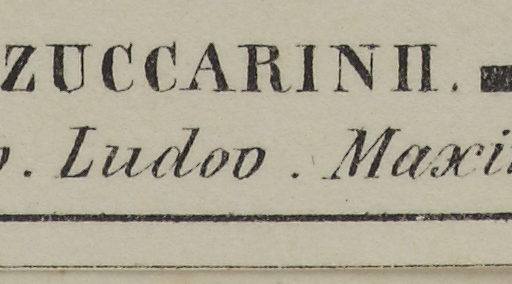 ZUCCARINII.
. Ludov . Maxi